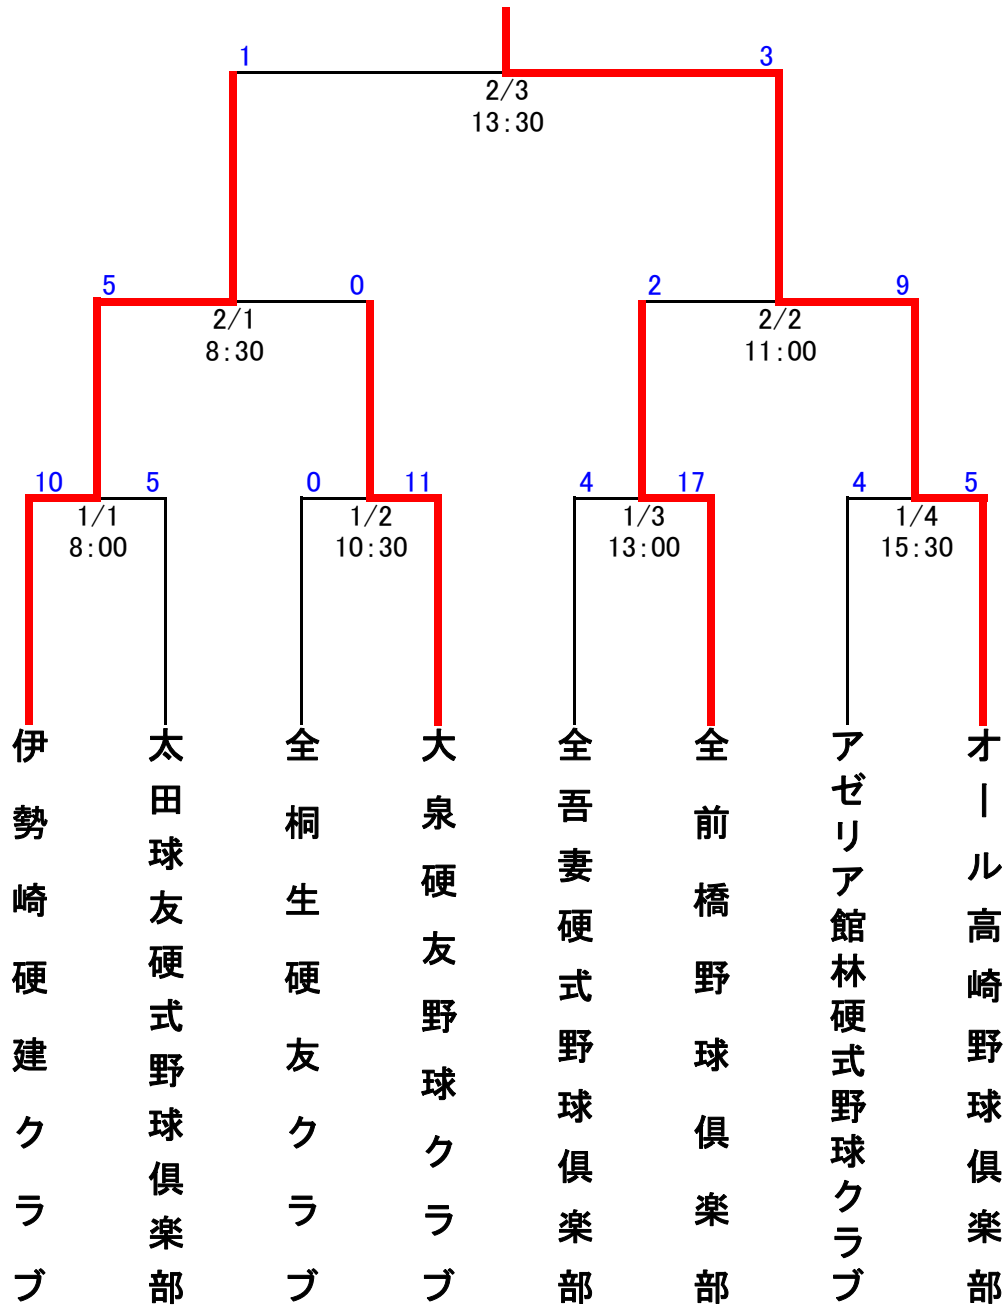 1 3
2/3
13:30
5 0 2 9
2/1 2/2
8:30 11:00
10 5 0 11 4 17 4 5
1/1 1/2 1/3 1/4
8:00 10:30 13:00 15:30
伊勢崎硬建クラブ
太田球友硬式野球倶楽部
全桐生硬友クラブ
大泉硬友野球クラブ
全吾妻硬式野球倶楽部
全前橋野球倶楽部
アゼリア館林硬式野球クラブ
オール高崎野球倶楽部